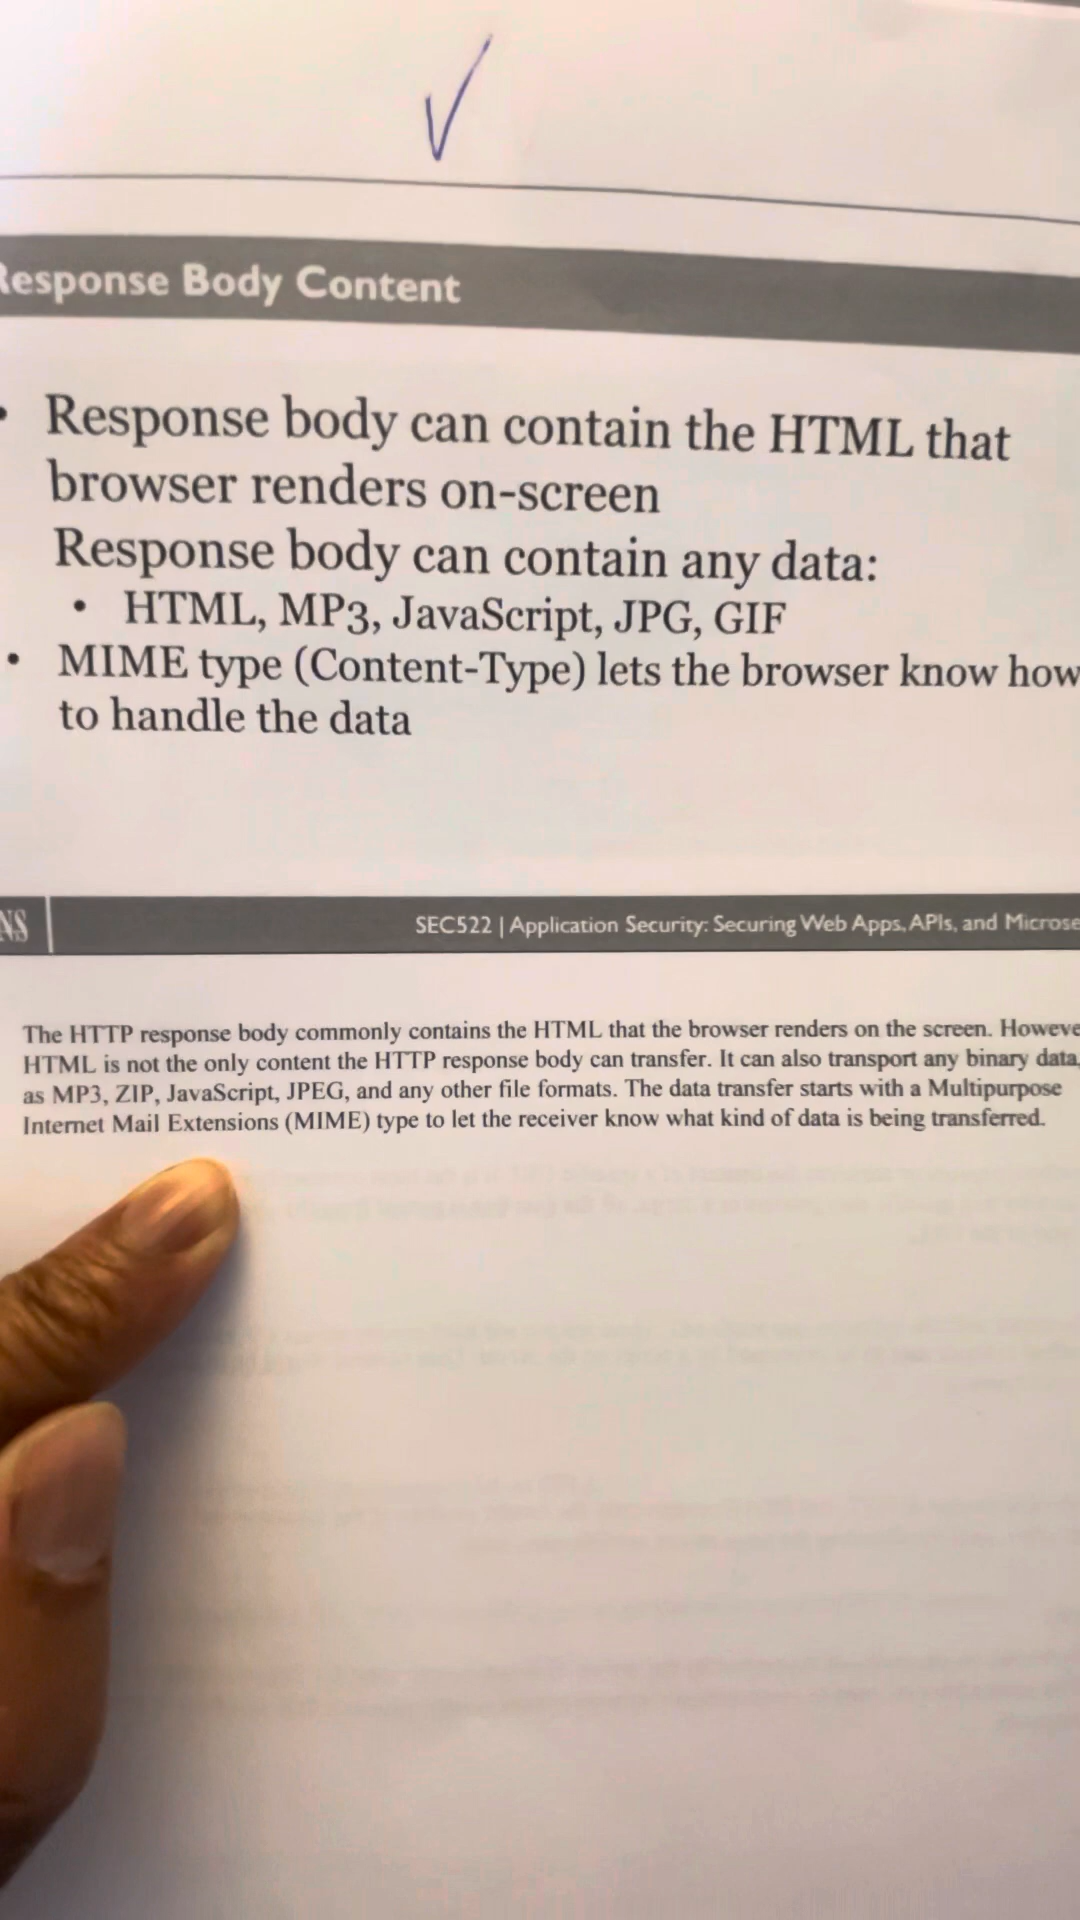 Response Body Content
• Response body can contain the HTML that
browser renders on-screen
Response body can contain any data:
• HTML, MP3, JavaScript, JPG, GIF
• MIME type (Content-Type) lets the browser know how
to handle the data
SEC522 | Application Security: Securing Web Apps, APIs, and
The HTTP response body commonly contains the HTML that the browser renders on the screen.
HTML is not the only content the HTTP response body can transfer. It can also transport any binary data,
as MP3, ZIP, JavaScript, JPEG, and any other file formats. The data transfer starts with a Multipurpose
Internet Mail Extensions (MIME) type to let the receiver know what kind of data is being transferred.